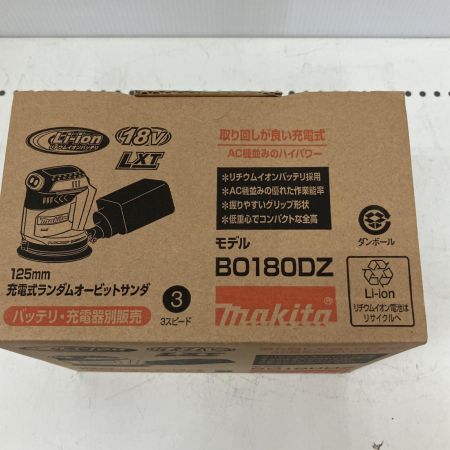 Li-ion
リチウムイオンバッテリ
18V
LXT
取り回しが良い充電式
AC機並みのハイパワー
＊リチウムイオンバッテリ採用
＊AC機並みの優れた作業能率
＊握りやすいグリップ形状
＊低重心でコンパクトな全高
ダンボール
モデル
BO180DZ
makita
125mm
充電式ランダムオービットサンダ
バッテリ・充電器別販売
3
3スピード
Li-ion
リチウムイオン電池は
リサイクルへ